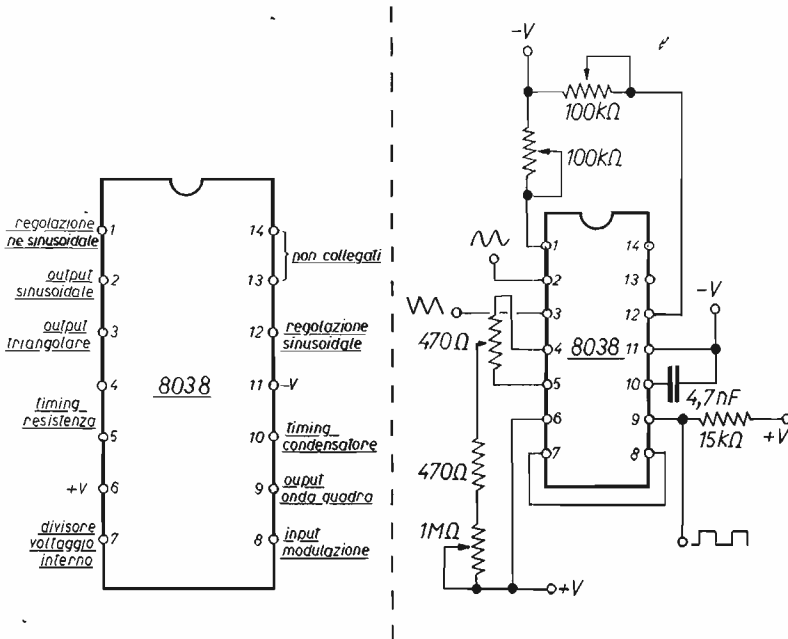 regolazione
ne sinusoidale
1
output
sinusoidale
2
output
triangolare
3
4
timing
resistenza
5
+V
6
divisore
voltaggio
interno
7
8038
14
13
non collegati
12
regolazione
sinusoidale
11
-V
10
timing
condensatore
9
ouput
onda quadra
8
input
modulazione
-V
100kΩ
100kΩ
1
2
3
4
5
6
7
8038
14
13
12
11
10
9
8
470Ω
470Ω
1MΩ
-V
4,7nF
15kΩ
+V
+V